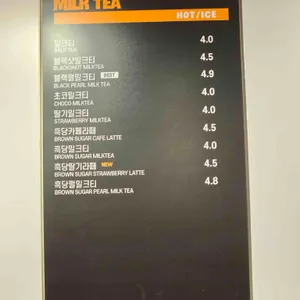 MILK TEA
HOT/ICE
밀크티 4.0
MILKTEA
블랙샷밀크티 4.5
BLACKSHOT MILKTEA
블랙펄밀크티 HOT 4.9
BLACK PEARL MILK TEA
초코밀크티 4.0
CHOCO MILKTEA
딸기밀크티 4.0
STRAWBERRY MILKTEA
흑당카페라떼 4.5
BROWN SUGAR CAFE LATTE
흑당밀크티 4.0
BROWN SUGAR MILKTEA
흑당딸기라떼 NEW 4.5
BROWN SUGAR STRAWBERRY LATTE
흑당펄밀크티 4.8
BROWN SUGAR PEARL MILK TEA